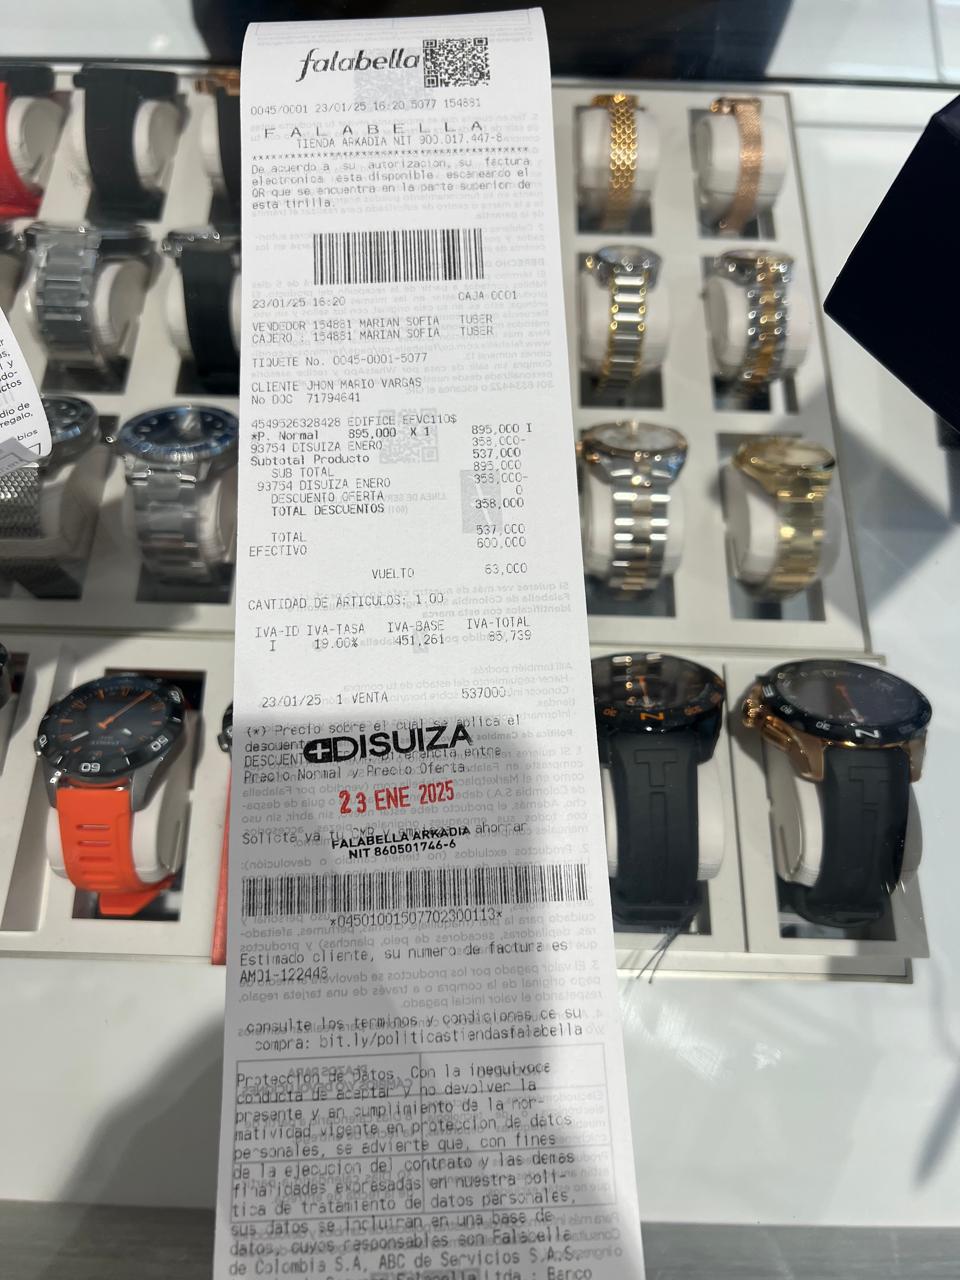 falabella
0045/0001 23/01/25 16:20 5077 154881
F A L A B E L L A
TIENDA ARKADIA NIT 900.017.447-8
De acuerdo a su autorizacion, su factura
electronica esta disponible escaneando el
QR que se encuentra en la parte superior de
esta tirilla.
23/01/25 16:20 CAJA 0001
VENDEDOR 154881 MARIAN SOFIA TUBER
CAJERO : 154881 MARIAN SOFIA TUBER
TIQUETE No. 0045-0001-5077
CLIENTE JHON MARIO VARGAS
No DOC 71794641
4549526328428 EDIFICE EFVC110$
*P. Normal 895,000 X 1 895,000 I
93754 DISUIZA ENERO 358,000-
Subtotal Producto 537,000
SUB TOTAL 895,000
93754 DISUIZA ENERO 358,000-
DESCUENTO OFERTA 0
TOTAL DESCUENTOS 358,000
TOTAL 537,000
EFECTIVO 600,000
VUELTO 63,000
CANTIDAD DE ARTICULOS: 1.00
IVA-ID IVA-TASA IVA-BASE IVA-TOTAL
I 19.00% 451,261 85,739
23/01/25 1 VENTA 537000
(*) Precio sobre el cual se aplica el
descuent
DISUIZA
DESCUENT entre
Precio Normal y Precio Oferta.
23 ENE 2025
Solicita ya tu CMR y ahorrar
FALABELLA ARKADIA
NIT 860501746-6
*04501001507702300113*
Estimado cliente, su numero de factura es
AM01-122448
consulte los terminos y condiciones de su
compra: bit.ly/politicastiendasfalabella
Proteccion de Datos. Con la inequivoca
conducta de aceptar y no devolver la
presente y en cumplimiento de la nor-
matividad vigente en proteccion de datos
personales, se advierte que, con fines
de la ejecucion del contrato y las demas
finalidades expresadas en nuestra poli-
tica de tratamiento de datos personales,
sus datos se incluiran en una base de
datos, cuyos responsables son Falacella
de Colombia S.A, ABC de Servicios S.A.S,
Falacella Ltda.; Banco